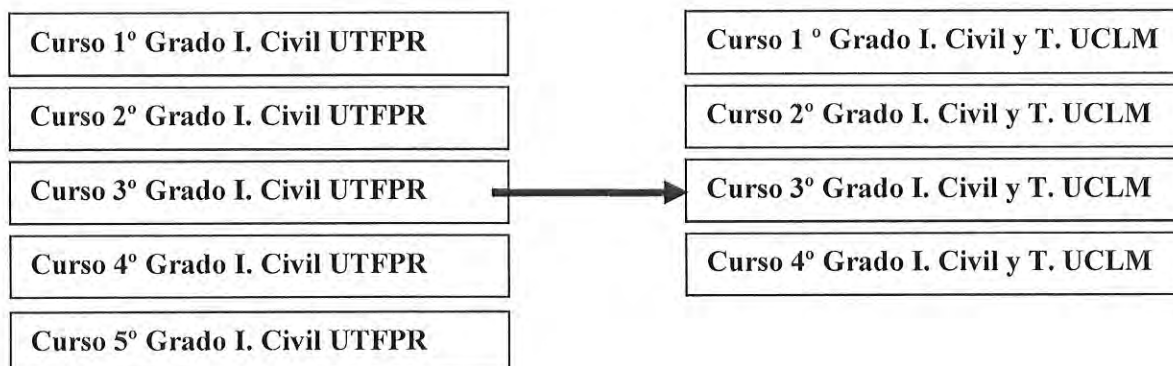 Curso 1º Grado I. Civil UTFPR
Curso 2º Grado I. Civil UTFPR
Curso 3º Grado I. Civil UTFPR
Curso 4º Grado I. Civil UTFPR
Curso 5º Grado I. Civil UTFPR
Curso 1 º Grado I. Civil y T. UCLM
Curso 2º Grado I. Civil y T. UCLM
Curso 3º Grado I. Civil y T. UCLM
Curso 4º Grado I. Civil y T. UCLM